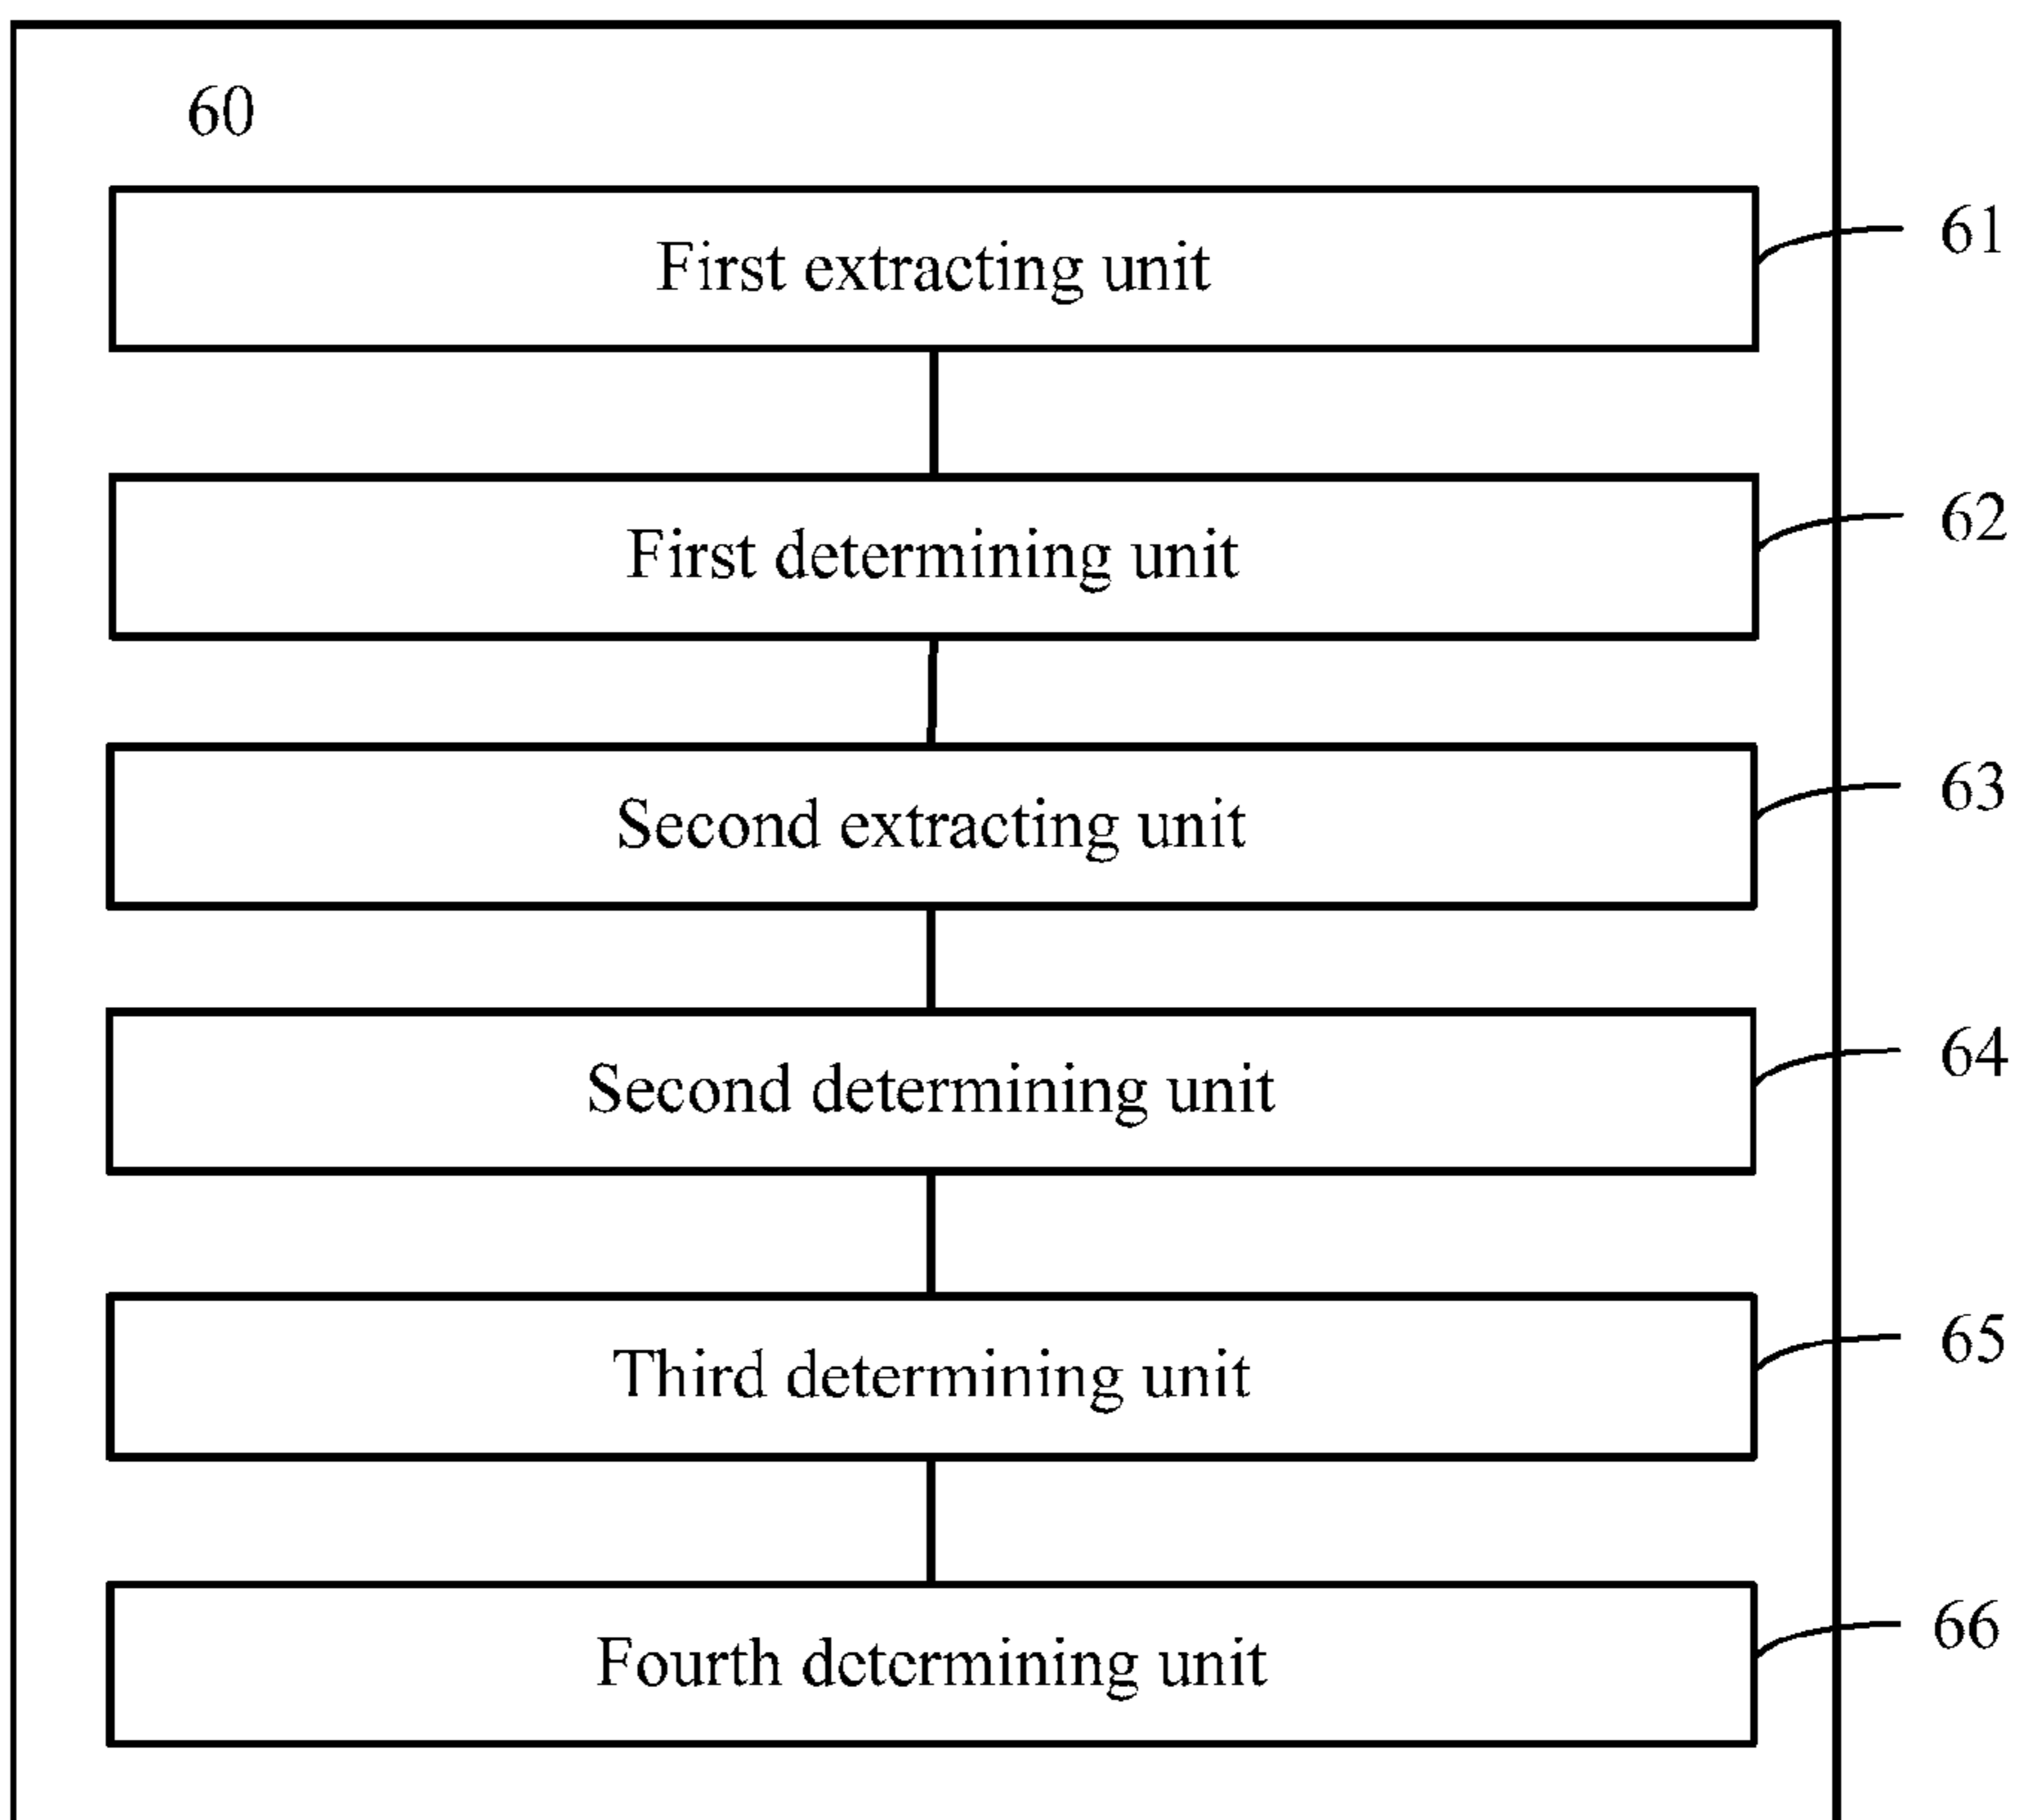 60
First extracting unit
61
First determining unit
62
Second extracting unit
63
Second determining unit
64
Third determining unit
65
Fourth determining unit
66